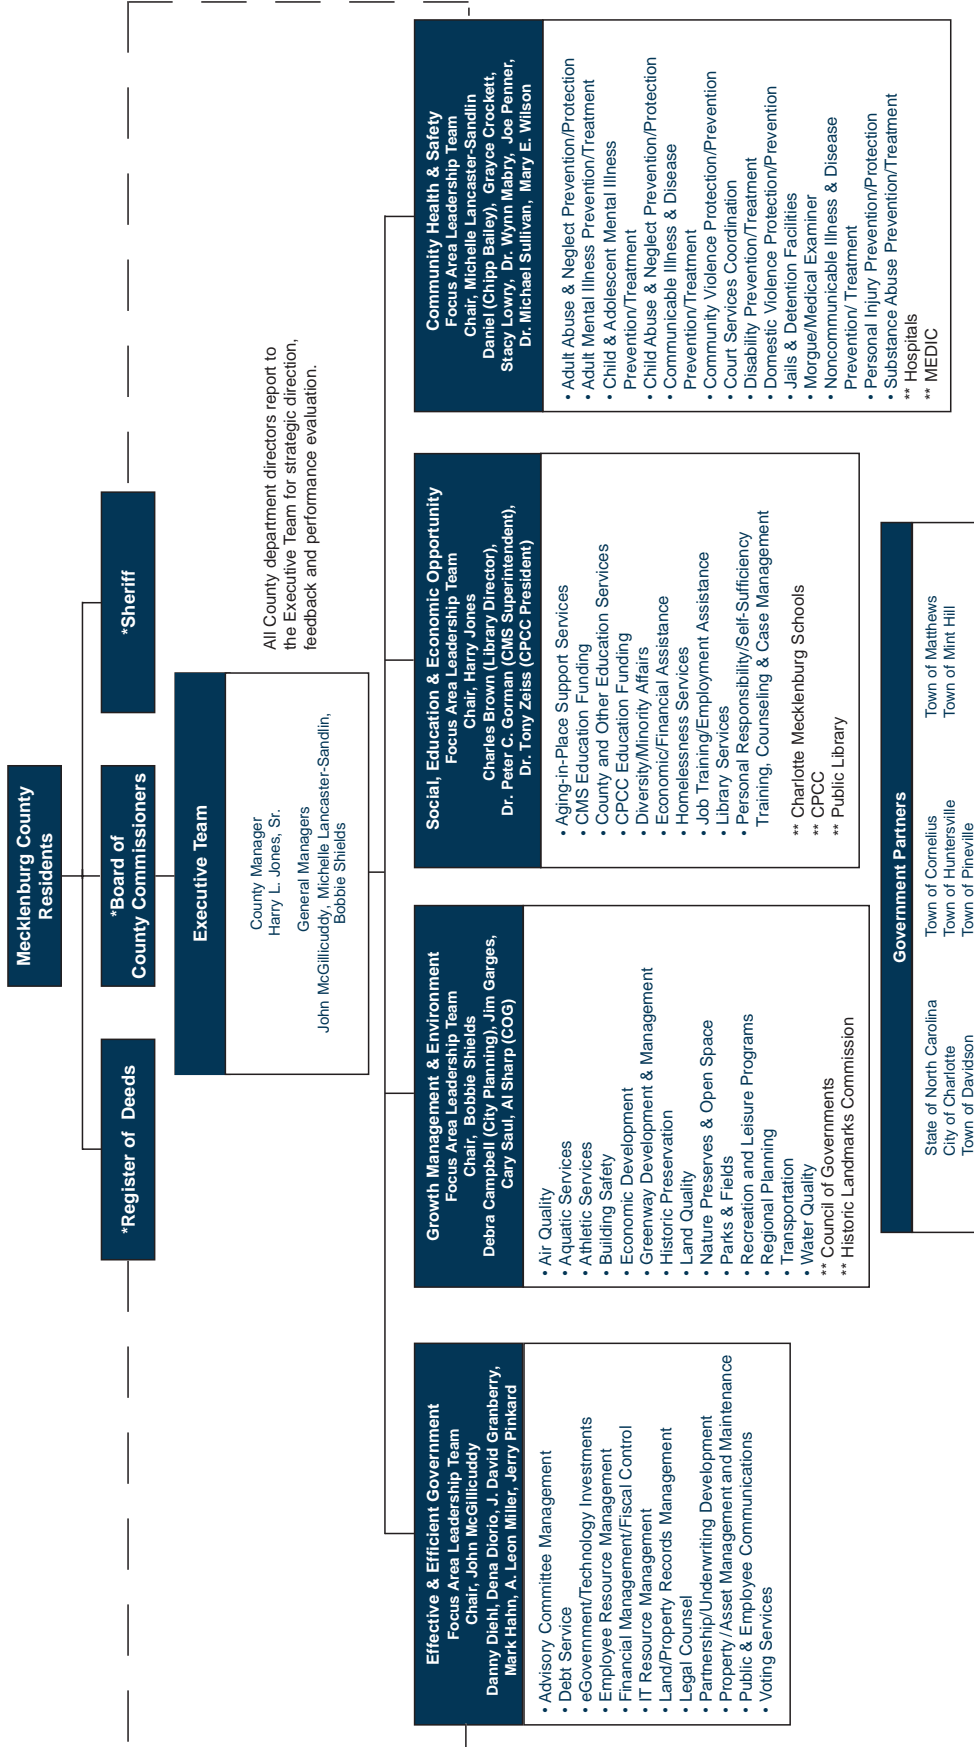 Mecklenburg County
Residents
*Register of Deeds
*Board of
County Commissioners
*Sheriff
Executive Team
County Manager
Harry L. Jones, Sr.
General Managers
John McGillicuddy, Michelle Lancaster-Sandlin,
Bobbie Shields
All County department directors report to
the Executive Team for strategic direction,
feedback and performance evaluation.
Effective & Efficient Government
Focus Area Leadership Team
Chair, John McGillicuddy
Danny Diehl, Dena Diorio, J. David Granberry,
Mark Hahn, A. Leon Miller, Jerry Pinkard
• Advisory Committee Management
• Debt Service
• eGovernment/Technology Investments
• Employee Resource Management
• Financial Management/Fiscal Control
• IT Resource Management
• Land/Property Records Management
• Legal Counsel
• Partnership/Underwriting Development
• Property/Asset Management and Maintenance
• Public & Employee Communications
• Voting Services
Growth Management & Environment
Focus Area Leadership Team
Chair, Bobbie Shields
Debra Campbell (City Planning), Jim Garges,
Cary Saul, Al Sharp (COG)
• Air Quality
• Aquatic Services
• Athletic Services
• Building Safety
• Economic Development
• Greenway Development & Management
• Historic Preservation
• Land Quality
• Nature Preserves & Open Space
• Parks & Fields
• Recreation and Leisure Programs
• Regional Planning
• Transportation
• Water Quality
** Council of Governments
** Historic Landmarks Commission
Social, Education & Economic Opportunity
Focus Area Leadership Team
Chair, Harry Jones
Charles Brown (Library Director),
Dr. Peter C. Gorman (CMS Superintendent),
Dr. Tony Zeiss (CPCC President)
• Aging-in-Place Support Services
• CMS Education Funding
• County and Other Education Services
• CPCC Education Funding
• Diversity/Minority Affairs
• Economic/Financial Assistance
• Homelessness Services
• Job Training/Employment Assistance
• Library Services
• Personal Responsibility/Self-Sufficiency
Training, Counseling & Case Management
** Charlotte Mecklenburg Schools
** CPCC
** Public Library
Community Health & Safety
Focus Area Leadership Team
Chair, Michelle Lancaster-Sandlin
Daniel (Chipp Bailey), Grayce Crockett,
Stacy Lowry, Dr. Wynn Mabry, Joe Penner,
Dr. Michael Sullivan, Mary E. Wilson
• Adult Abuse & Neglect Prevention/Protection
• Adult Mental Illness Prevention/Treatment
• Child & Adolescent Mental Illness
Prevention/Treatment
• Child Abuse & Neglect Prevention/Protection
• Communicable Illness & Disease
Prevention/Treatment
• Community Violence Protection/Prevention
• Court Services Coordination
• Disability Prevention/Treatment
• Domestic Violence Protection/Prevention
• Jails & Detention Facilities
• Morgue/Medical Examiner
• Noncommunicable Illness & Disease
Prevention/ Treatment
• Personal Injury Prevention/Protection
• Substance Abuse Prevention/Treatment
** Hospitals
** MEDIC
Government Partners
State of North Carolina
City of Charlotte
Town of Davidson
Town of Cornelius
Town of Huntersville
Town of Pineville
Town of Matthews
Town of Mint Hill